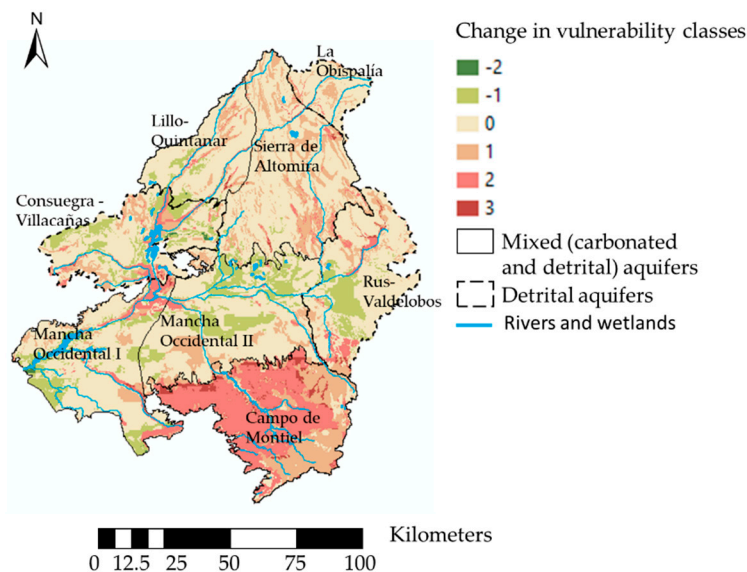 N
Change in vulnerability classes
-2
-1
0
1
2
3
Mixed (carbonated
and detrital) aquifers
Detrital aquifers
Rivers and wetlands
La
Obispalía
Lillo-
Quintanar
Sierra de
Altomira
Consuegra -
Villacañas
Rus-
Valdelobos
Mancha
Occidental I
Mancha
Occidental II
Campo de
Montiel
Kilometers
0 12.5 25 50 75 100